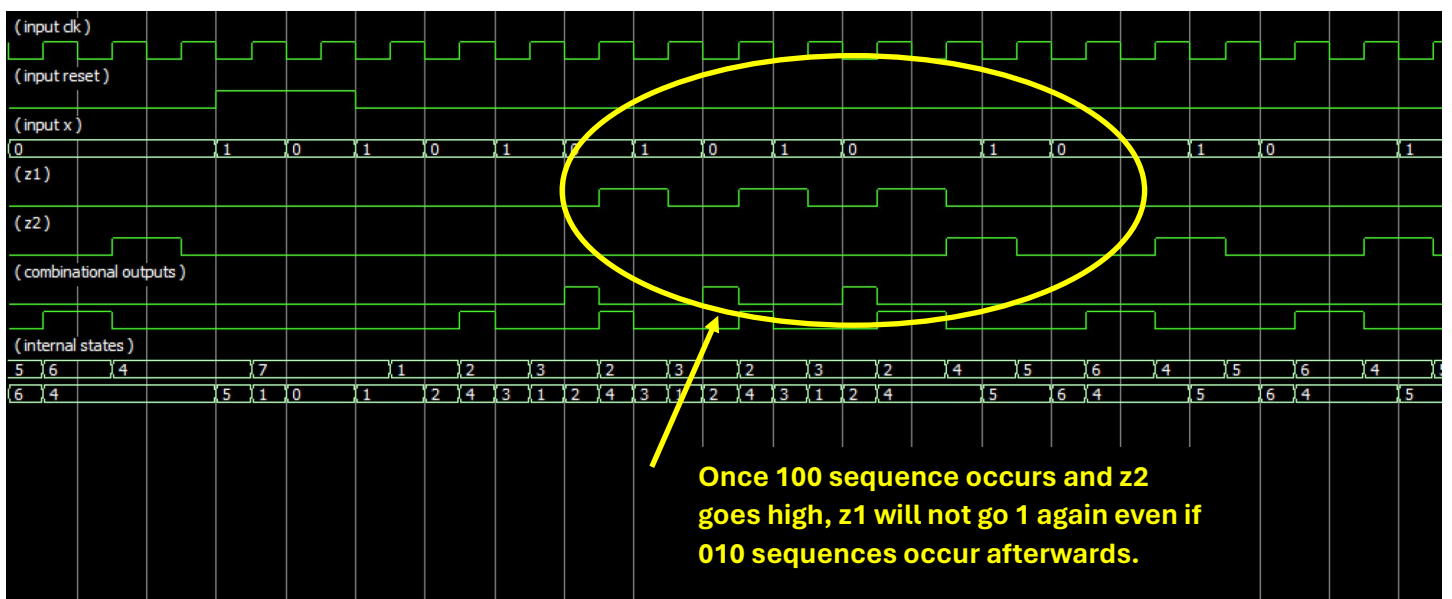 ( input clk )
( input reset )
( input x )
0 1 0 1 0 1 0 1 0 1 0 1 0 1 0 1
( z1 )
( z2 )
( combinational outputs )
( internal states )
5 6 4 7 1 2 3 2 3 2 3 2 4 5 6 4 5 6 4
6 4 5 1 0 1 2 4 3 1 2 4 3 1 2 4 3 1 2 4 5 6 4 5 6 4 5
Once 100 sequence occurs and z2
goes high, z1 will not go 1 again even if
010 sequences occur afterwards.